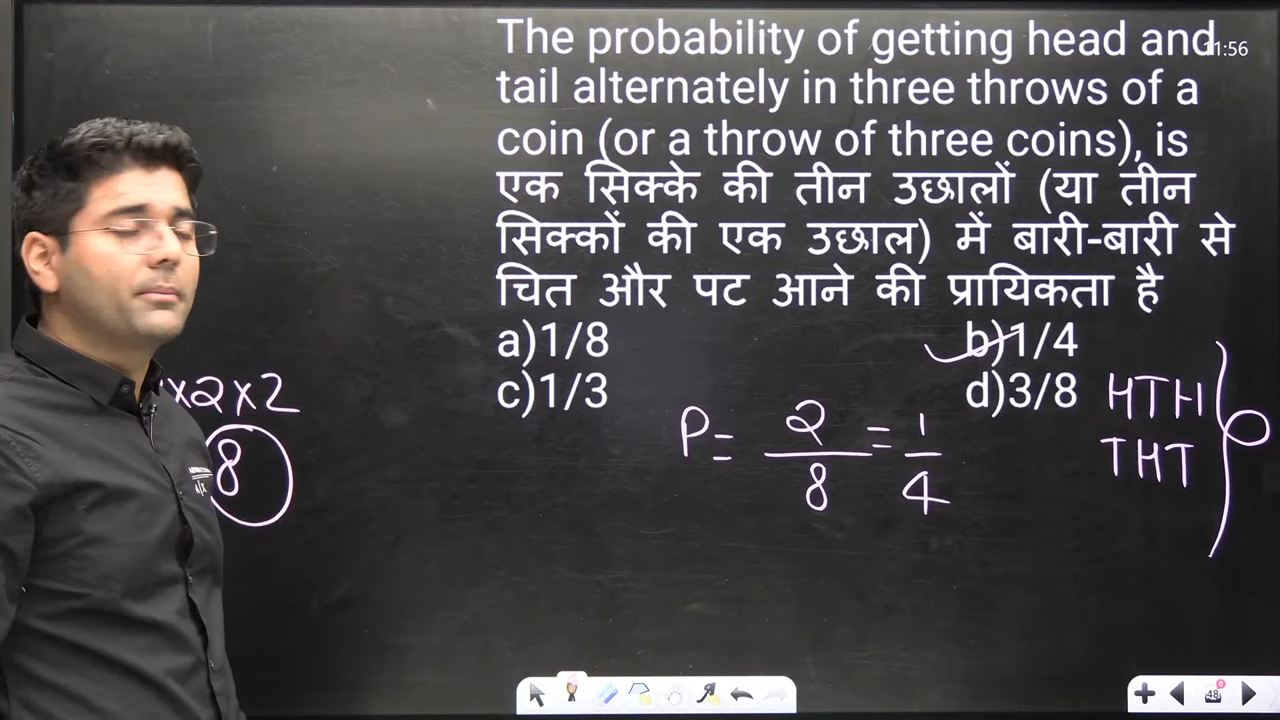 The probability of getting head and
11:56
tail alternately in three throws of a
coin (or a throw of three coins), is
एक सिक्के की तीन उछालों (या तीन
सिक्कों की एक उछाल) में बारी-बारी से
चित और पट आने की प्रायिकता है
a)1/8 b)1/4
c)1/3 d)3/8
x2x2
8
P= 2/8 = 1/4
HTH
THT
48